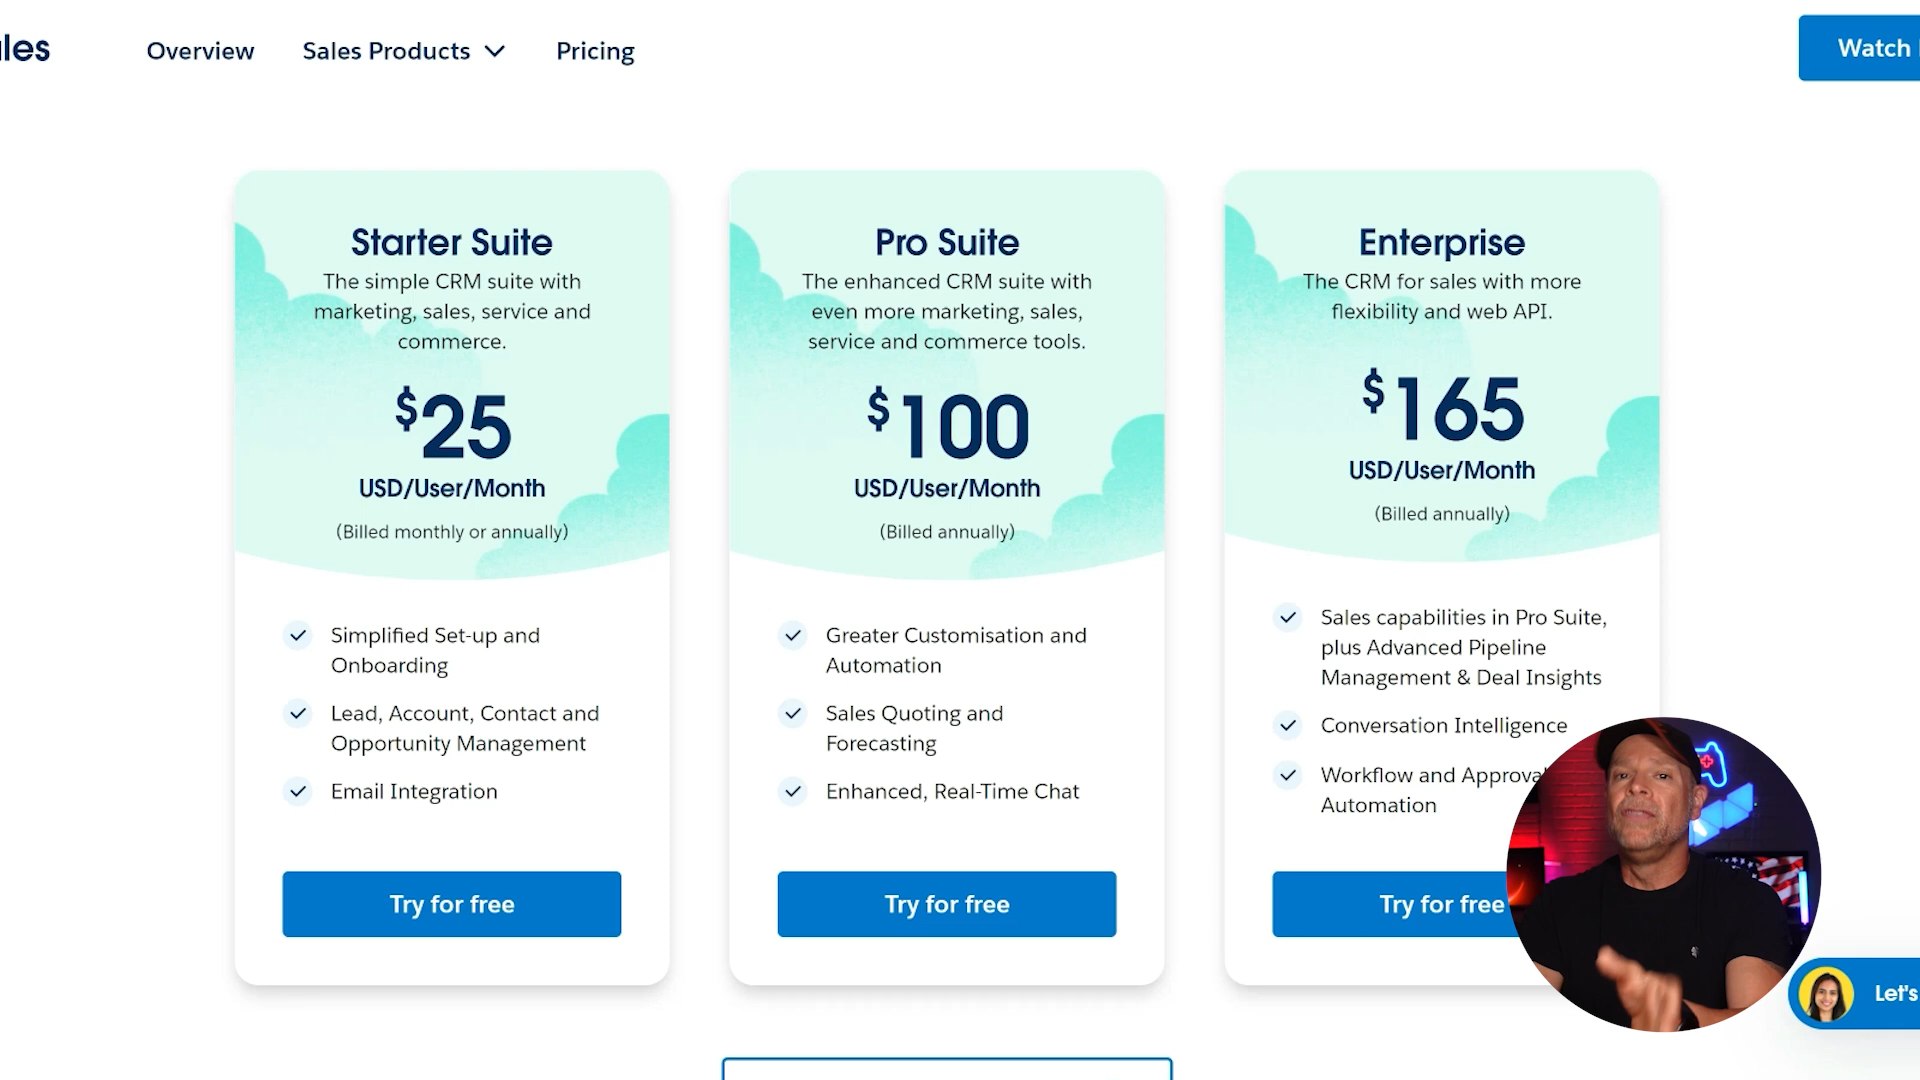 Overview
Sales Products
Pricing
Watch
Starter Suite
The simple CRM suite with
marketing, sales, service and
commerce.
$25
USD/User/Month
(Billed monthly or annually)
Simplified Set-up and
Onboarding
Lead, Account, Contact and
Opportunity Management
Email Integration
Try for free
Pro Suite
The enhanced CRM suite with
even more marketing, sales,
service and commerce tools.
$100
USD/User/Month
(Billed annually)
Greater Customisation and
Automation
Sales Quoting and
Forecasting
Enhanced, Real-Time Chat
Try for free
Enterprise
The CRM for sales with more
flexibility and web API.
$165
USD/User/Month
(Billed annually)
Sales capabilities in Pro Suite,
plus Advanced Pipeline
Management & Deal Insights
Conversation Intelligence
Workflow and Approva
Automation
Try for free
Let's